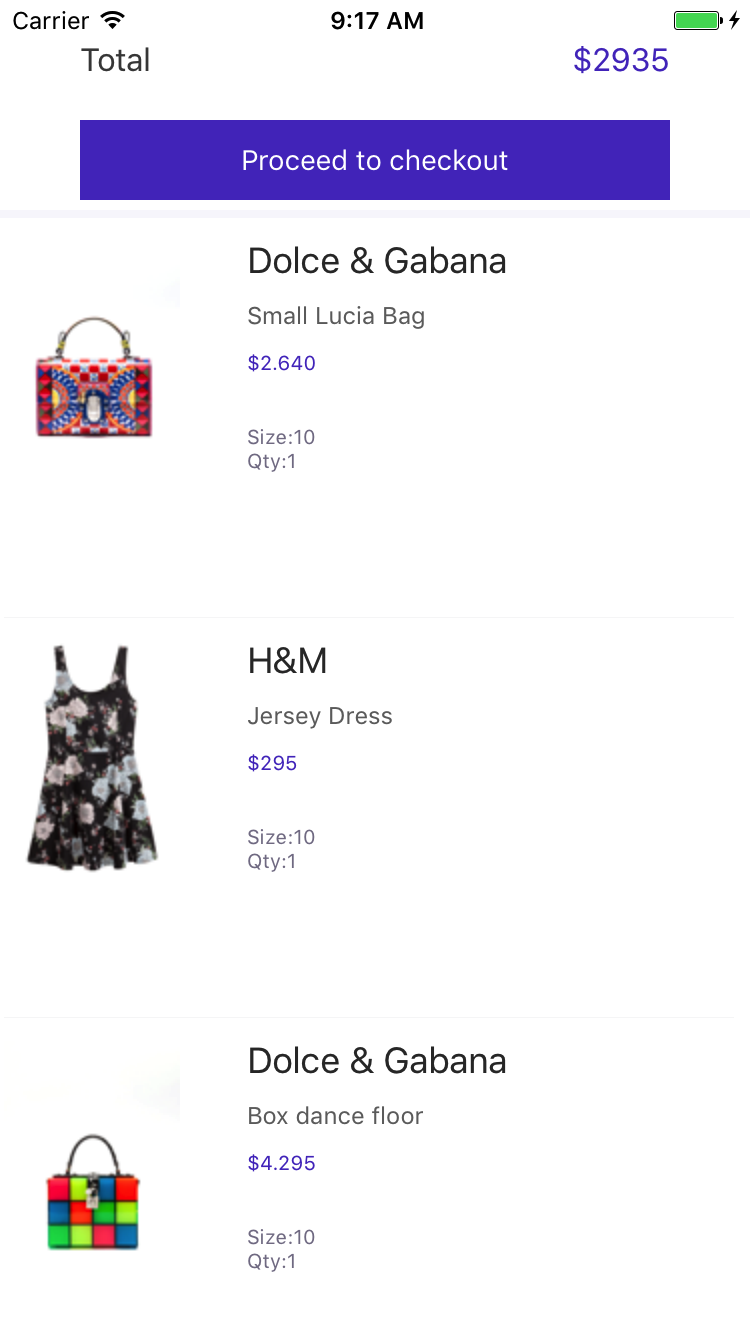 Carrier 9:17 AM
Total $2935
Proceed to checkout
Dolce & Gabana
Small Lucia Bag
$2.640
Size:10
Qty:1
H&M
Jersey Dress
$295
Size:10
Qty:1
Dolce & Gabana
Box dance floor
$4.295
Size:10
Qty:1